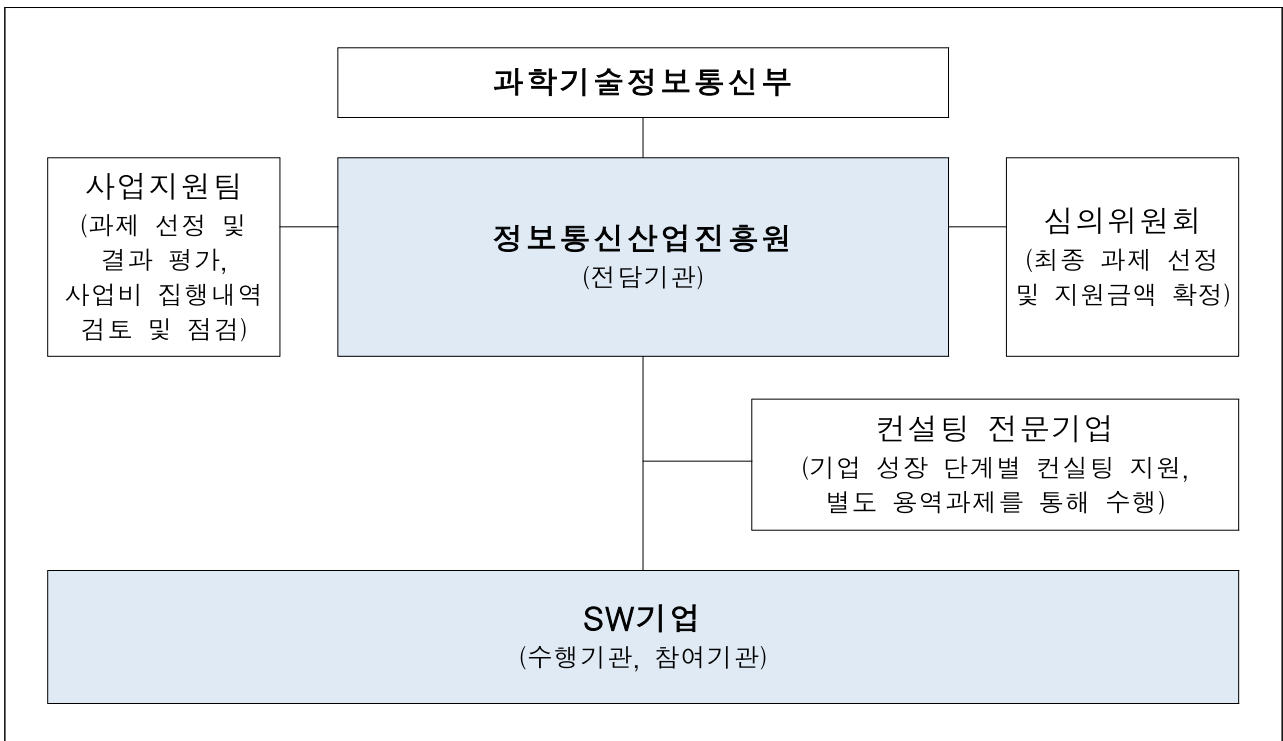 과학기술정보통신부
사업지원팀
(과제 선정 및
결과 평가,
사업비 집행내역
검토 및 점검)
정보통신산업진흥원
(전담기관)
심의위원회
(최종 과제 선정
및 지원금액 확정)
컨설팅 전문기업
(기업 성장 단계별 컨실팅 지원,
별도 용역과제를 통해 수행)
SW기업
(수행기관, 참여기관)